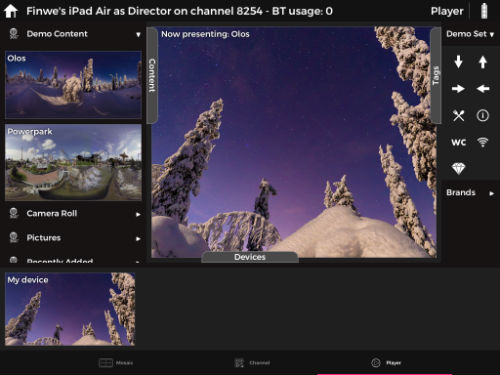 Finwe's iPad Air as Director on channel 8254 - BT usage: 0
Player
Demo Content
Olos
Powerpark
Camera Roll
Pictures
Recently Added
Content
Now presenting: Olos
Tags
Devices
Demo Set
WC
Brands
My device
Mosaic
Channel
Player